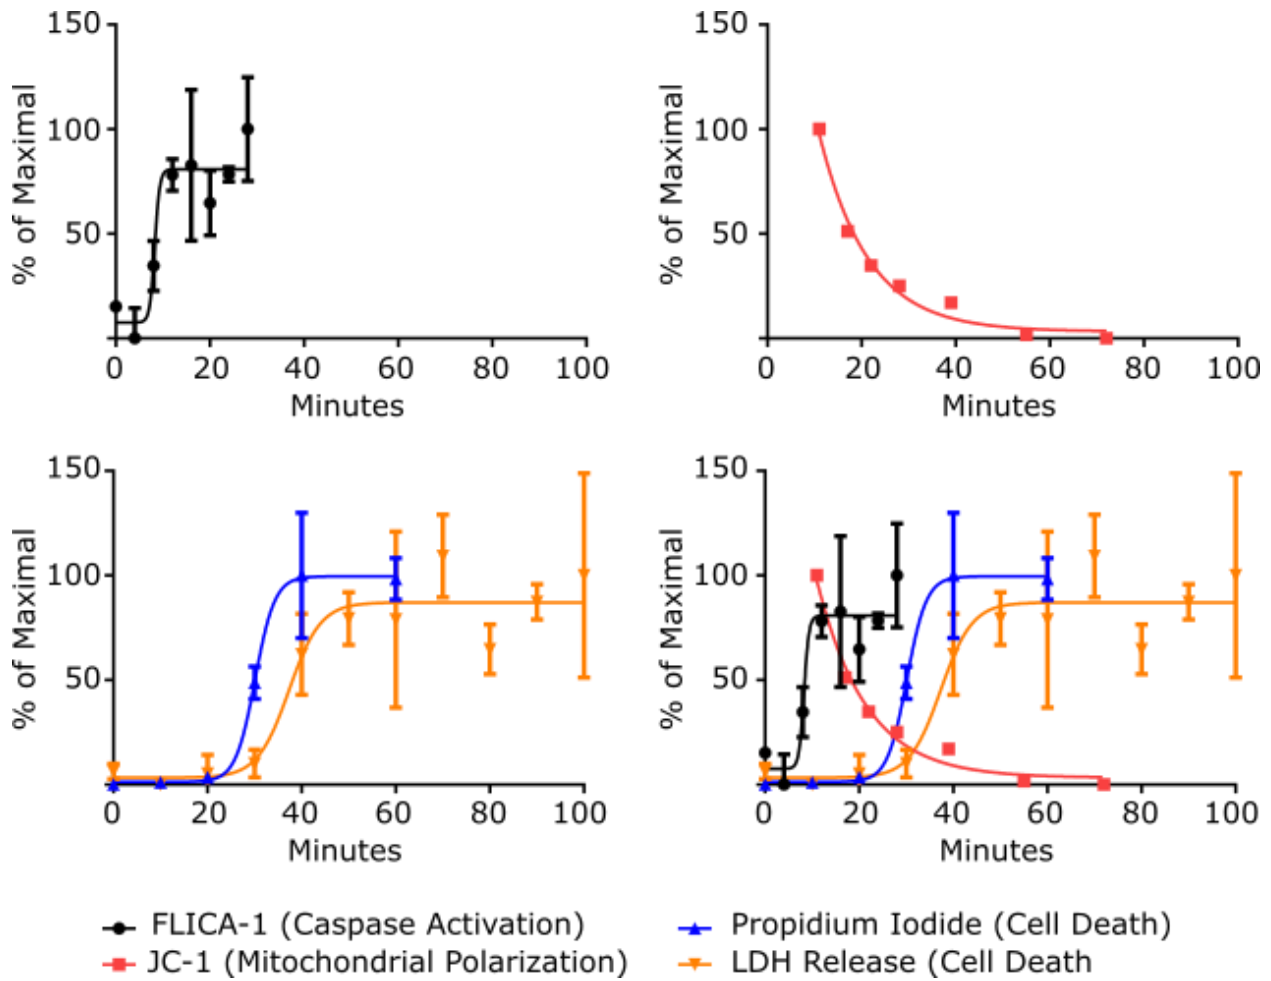 150
100
50
% of Maximal
0 20 40 60 80 100
Minutes
150
100
50
% of Maximal
0 20 40 60 80 100
Minutes
150
100
50
% of Maximal
0 20 40 60 80 100
Minutes
150
100
50
% of Maximal
0 20 40 60 80 100
Minutes
FLICA-1 (Caspase Activation)
JC-1 (Mitochondrial Polarization)
Propidium Iodide (Cell Death)
LDH Release (Cell Death